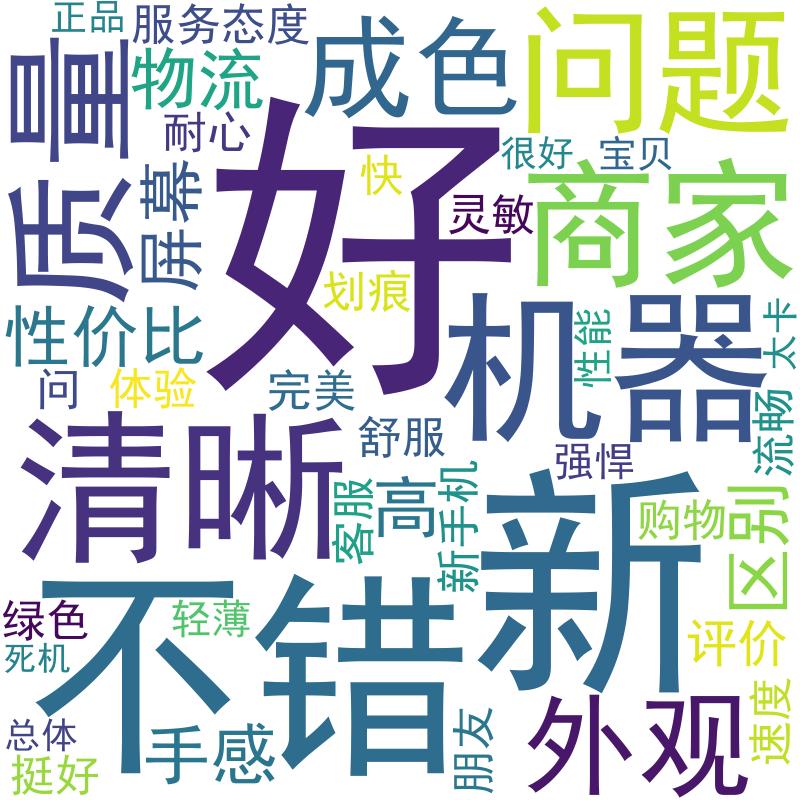 正品
服务态度
成色
问题
质量
物流
耐心
很好
宝贝
屏幕
快
好
灵敏
商家
划痕
性价比
机器
性能
太卡
问
体验
完美
流畅
清晰
舒服
强悍
客服
高
新手机
新
购物
区别
不错
绿色
轻薄
评价
死机
总体
手感
朋友
外观
速度
挺好